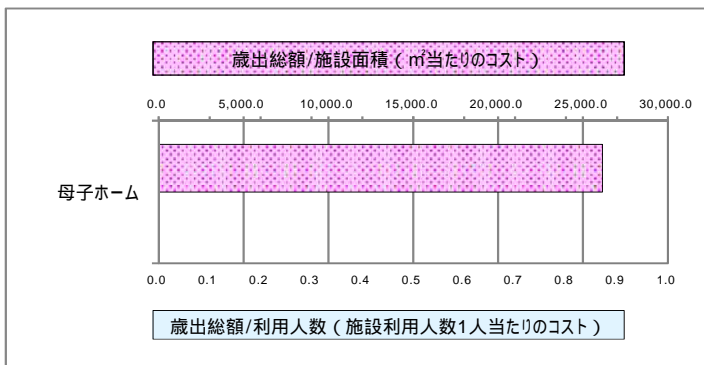 歳出総額/施設面積（㎡当たりのコスト）
0.0 5,000.0 10,000.0 15,000.0 20,000.0 25,000.0 30,000.0
母子ホーム
0.0 0.1 0.2 0.3 0.4 0.5 0.6 0.7 0.8 0.9 1.0
歳出総額/利用人数（施設利用人数1人当たりのコスト）